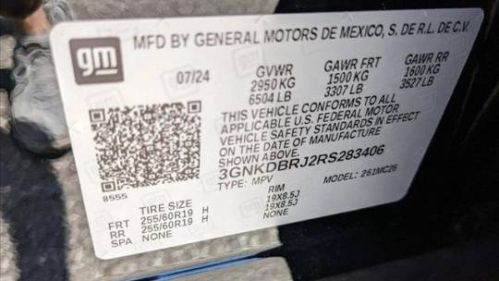 gm
MFD BY GENERAL MOTORS DE MEXICO, S. DE R.L. DE C.V.
07/24 GVWR GAWR FRT GAWR RR
2950 KG 1500 KG 1600 KG
6504 LB 3307 LB 3527 LB
THIS VEHICLE CONFORMS TO ALL
APPLICABLE U.S. FEDERAL MOTOR
VEHICLE SAFETY STANDARDS IN EFFECT
ON THE DATE OF MANUFACTURE
3GNKDBRJ2RS283406
TYPE: MPV MODEL: 261MC26
8555
TIRE SIZE RIM
FRT 255/60R19 H 19X8.5J
RR 255/60R19 H 19X8.5J
SPA NONE NONE